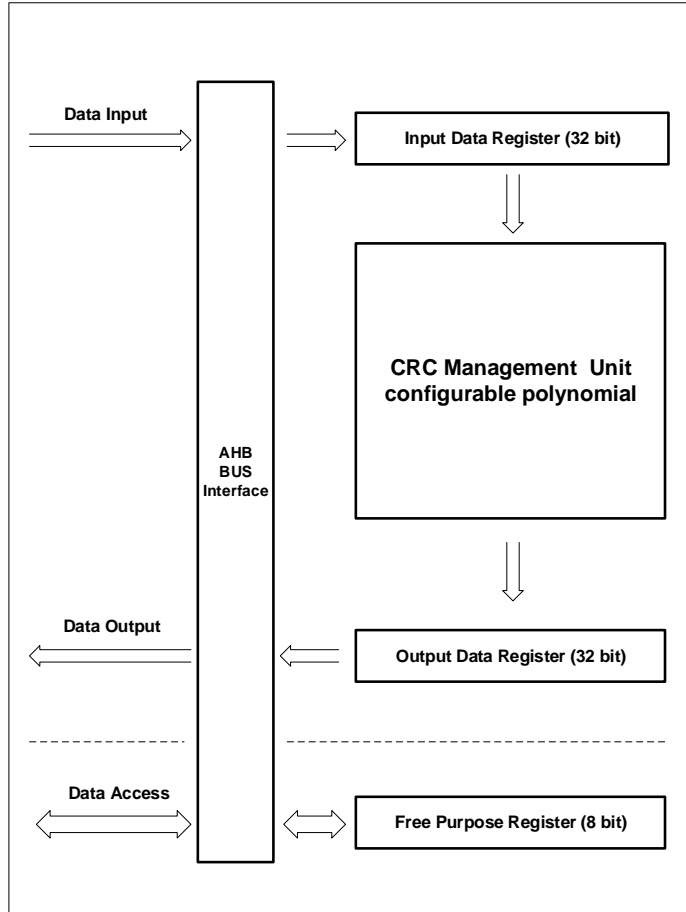 Data Input
Input Data Register (32 bit)
CRC Management Unit
configurable polynomial
AHB
BUS
Interface
Data Output
Output Data Register (32 bit)
Data Access
Free Purpose Register (8 bit)